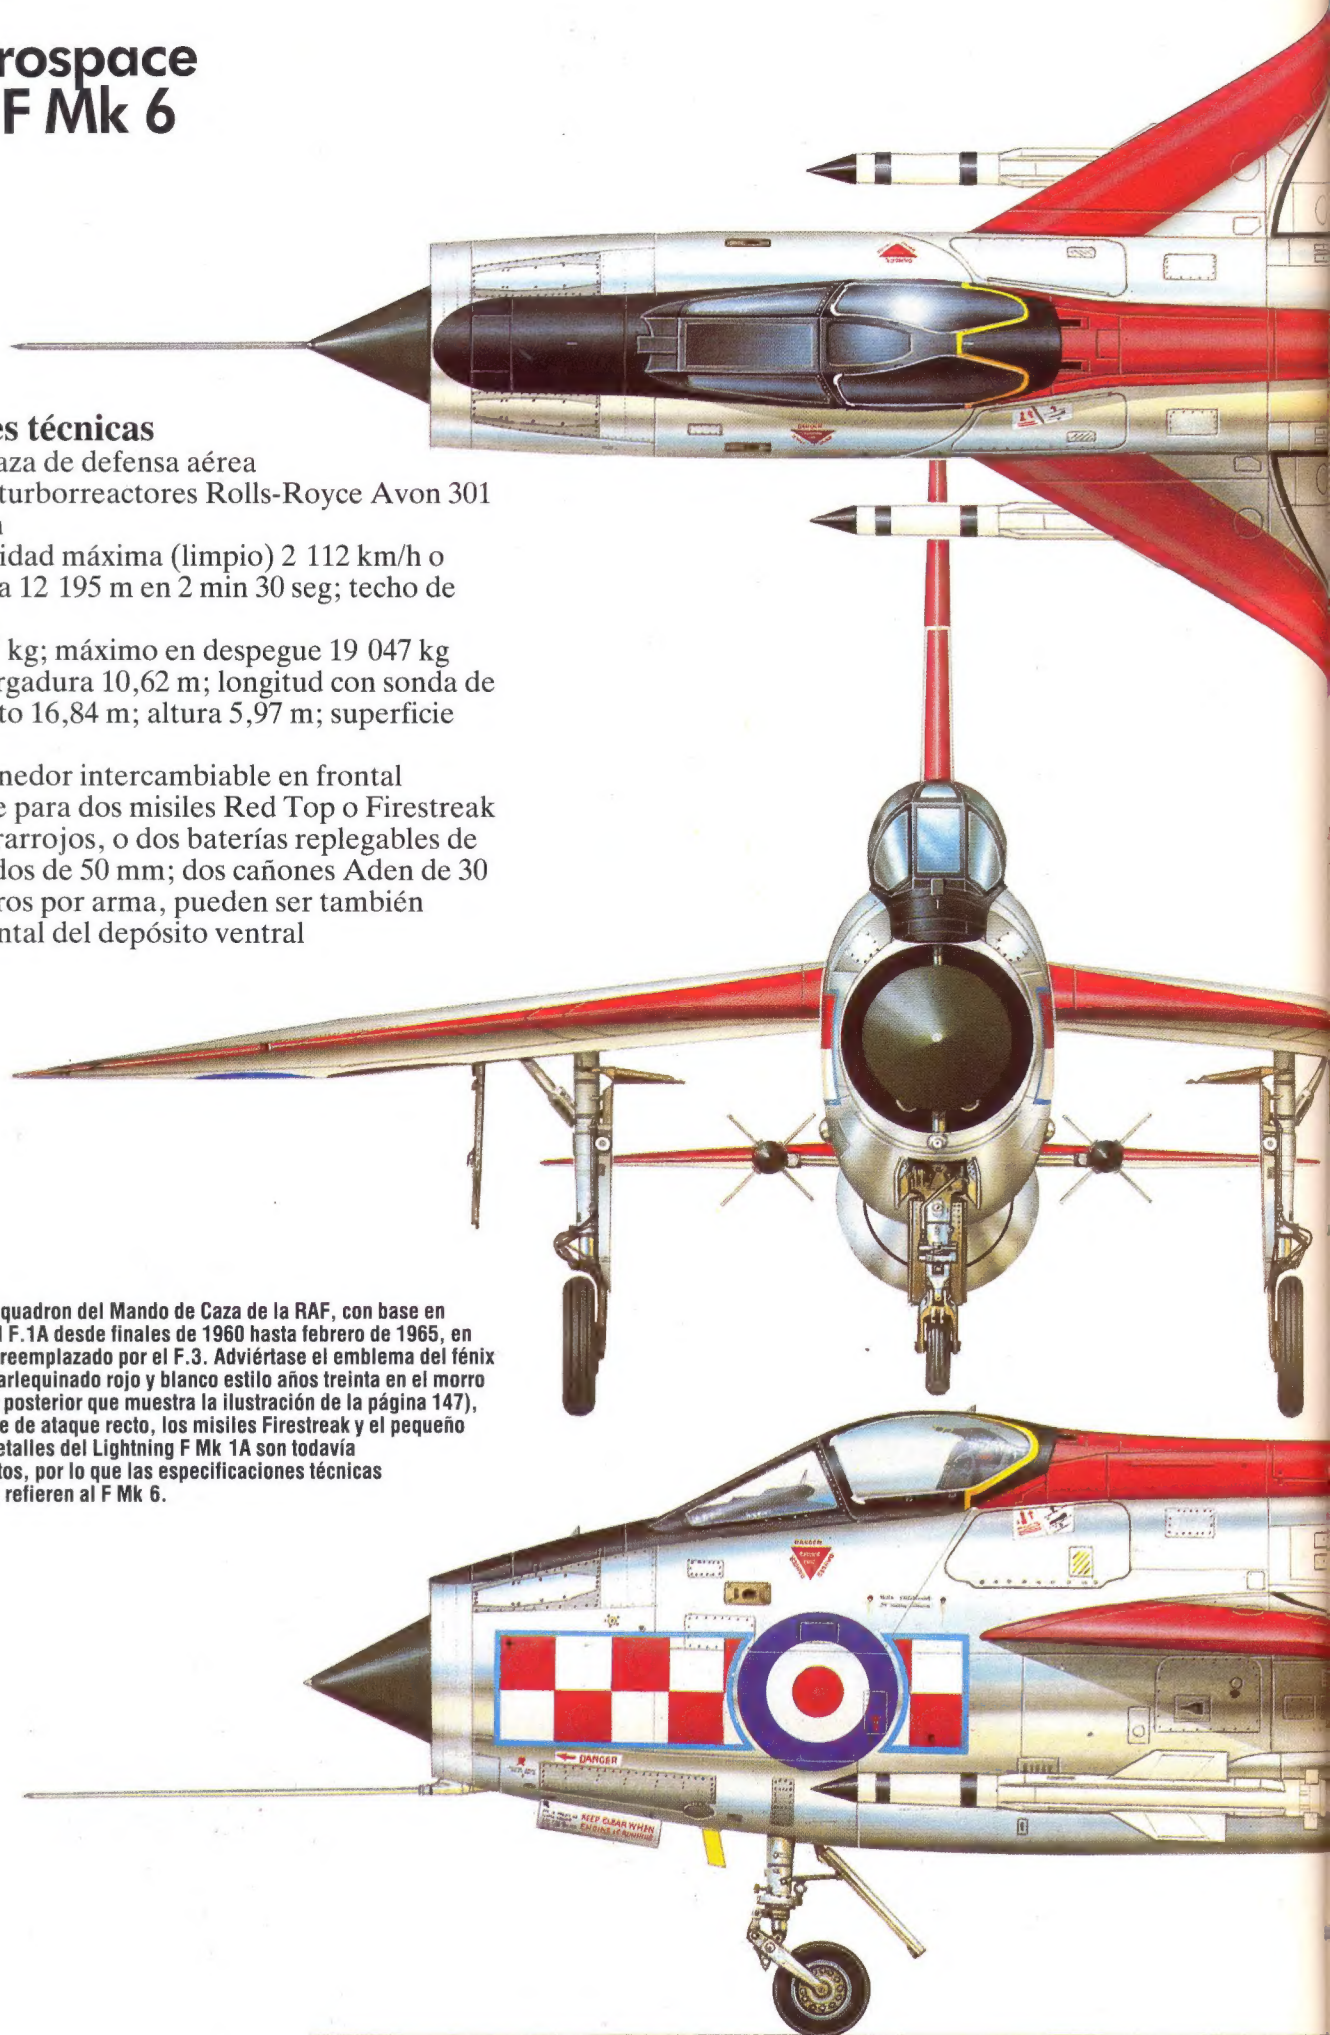 rospace
F Mk 6
es técnicas
aza de defensa aérea
turborreactores Rolls-Royce Avon 301
idad máxima (limpio) 2 112 km/h o
a 12 195 m en 2 min 30 seg; techo de
kg; máximo en despegue 19 047 kg
rgadura 10,62 m; longitud con sonda de
to 16,84 m; altura 5,97 m; superficie
nedor intercambiable en frontal
e para dos misiles Red Top o Firestreak
rarrojos, o dos baterías replegables de
dos de 50 mm; dos cañones Aden de 30
ros por arma, pueden ser también
ntal del depósito ventral
quadron del Mando de Caza de la RAF, con base en
l F.1A desde finales de 1960 hasta febrero de 1965, en
reemplazado por el F.3. Adviértase el emblema del fénix
arlequinado rojo y blanco estilo años treinta en el morro
posterior que muestra la ilustración de la página 147),
e de ataque recto, los misiles Firestreak y el pequeño
etalles del Lightning F Mk 1A son todavía
tos, por lo que las especificaciones técnicas
refieren al F Mk 6.
DANGER
DANGER
KEEP CLEAR WHEN
ENGINE IS RUNNING